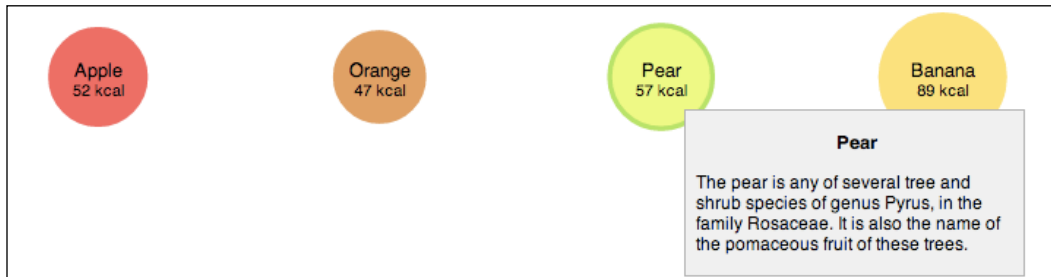 Apple
52 kcal
Orange
47 kcal
Pear
57 kcal
Banana
89 kcal
Pear
The pear is any of several tree and
shrub species of genus Pyrus, in the
family Rosaceae. It is also the name of
the pomaceous fruit of these trees.